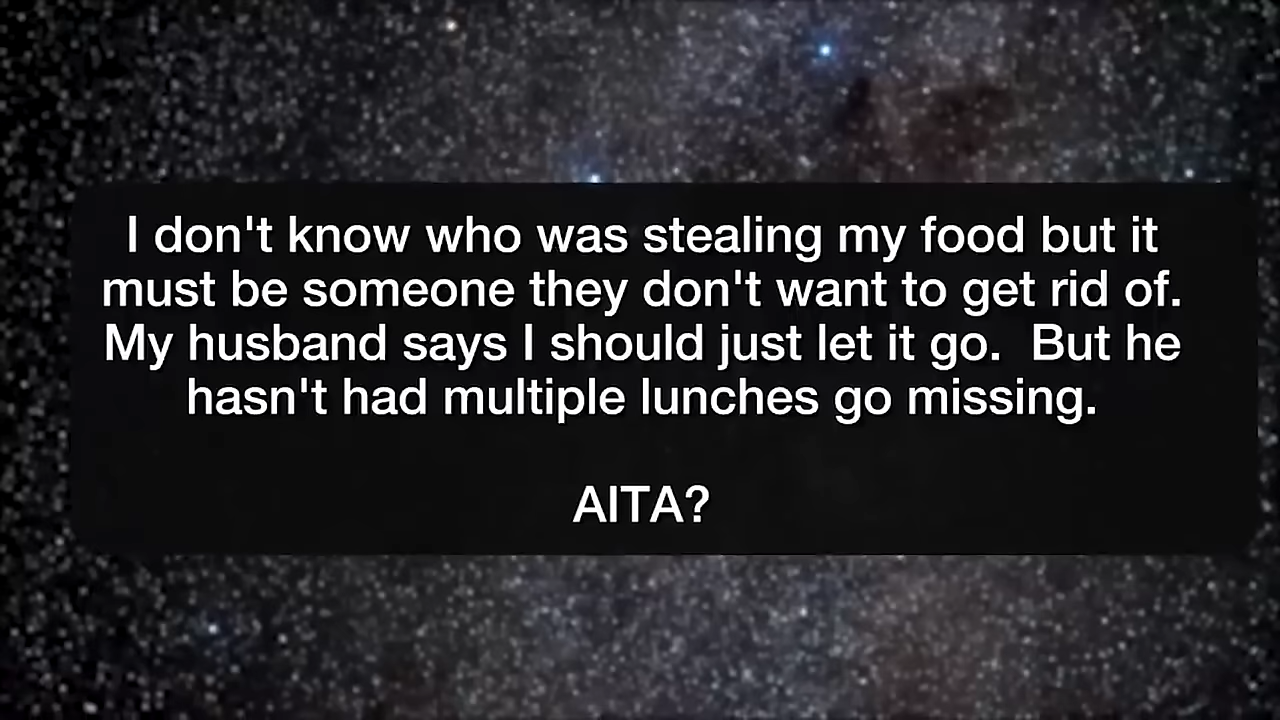 I don't know who was stealing my food but it
must be someone they don't want to get rid of.
My husband says I should just let it go.  But he
hasn't had multiple lunches go missing.
AITA?